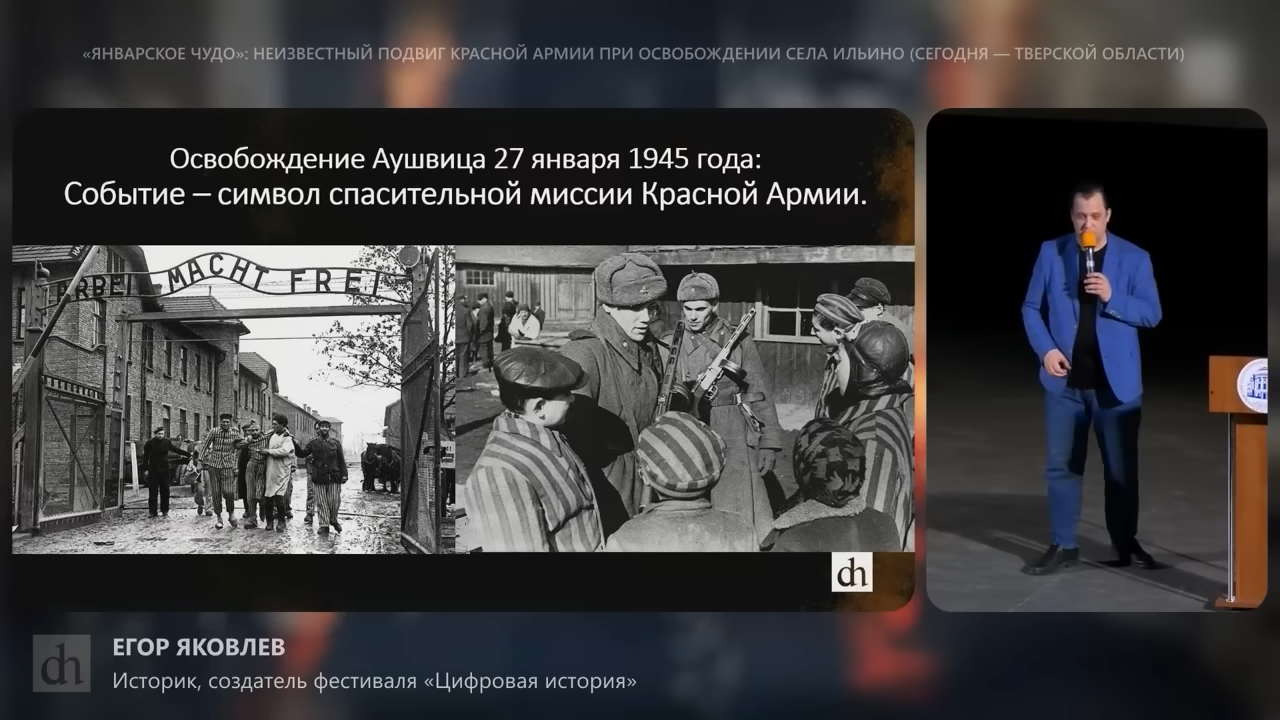 «ЯНВАРСКОЕ ЧУДО»: НЕИЗВЕСТНЫЙ ПОДВИГ КРАСНОЙ АРМИИ ПРИ ОСВОБОЖДЕНИИ СЕЛА ИЛЬИНО (СЕГОДНЯ — ТВЕРСКОЙ ОБЛАСТИ)
Освобождение Аушвица 27 января 1945 года:
Событие – символ спасительной миссии Красной Армии.
RBEI MACHT FREI
dh
dh
ЕГОР ЯКОВЛЕВ
Историк, создатель фестиваля «Цифровая история»